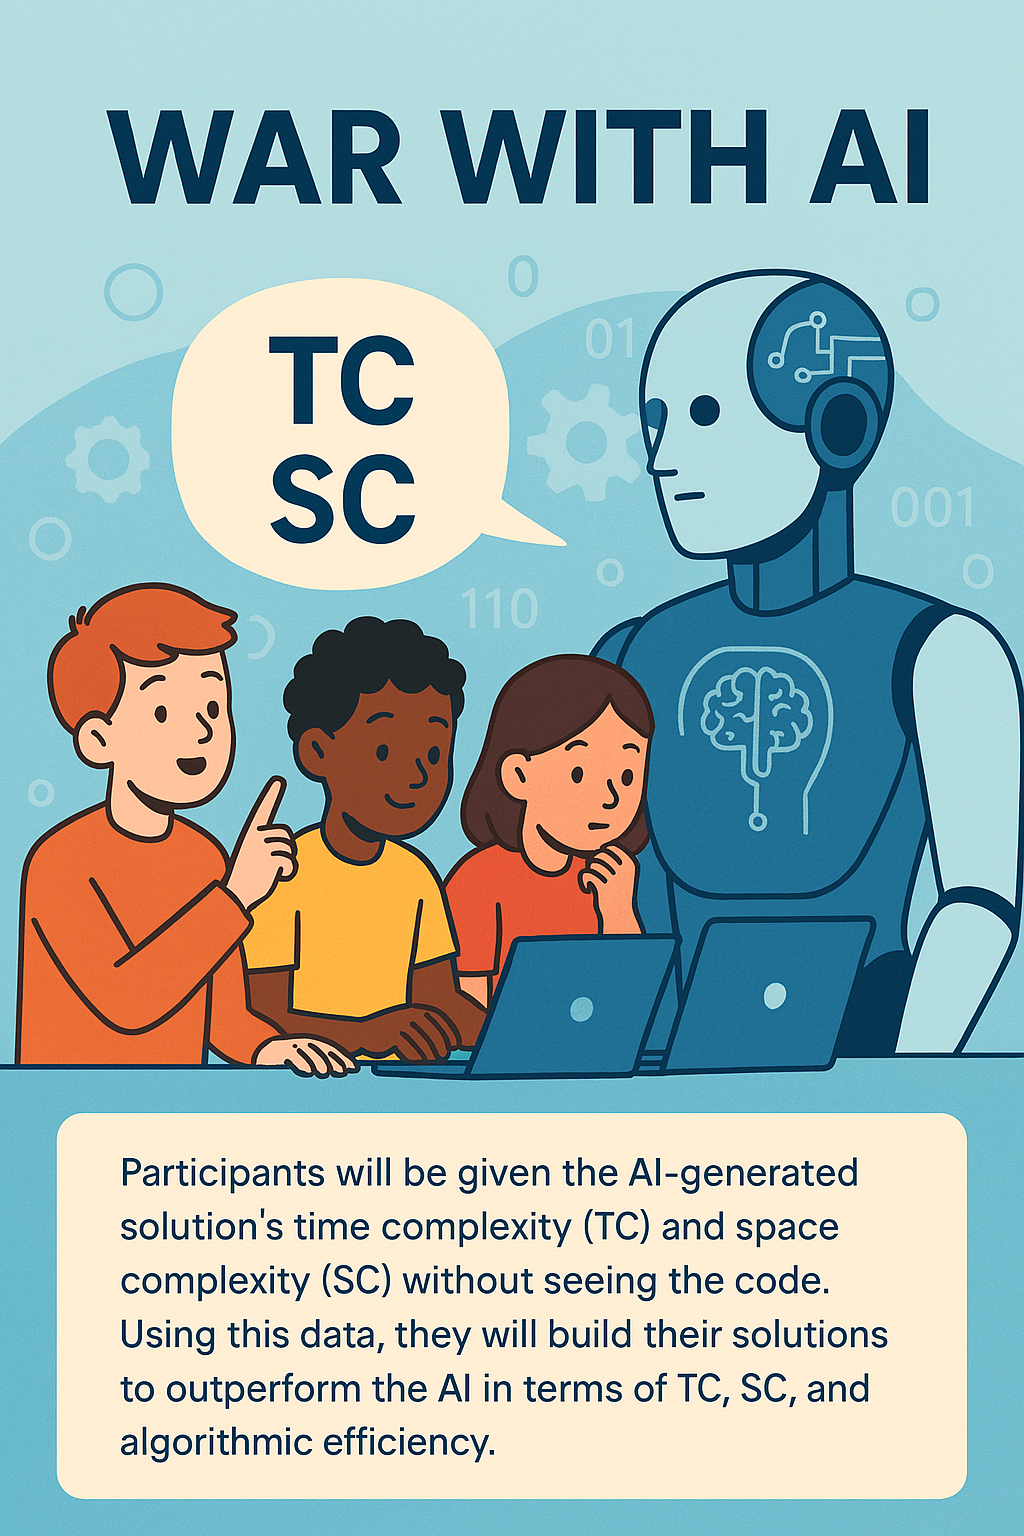 WAR WITH AI
0
01
TC
SC
001
110
Participants will be given the AI-generated
solution's time complexity (TC) and space
complexity (SC) without seeing the code.
Using this data, they will build their solutions
to outperform the AI in terms of TC, SC, and
algorithmic efficiency.